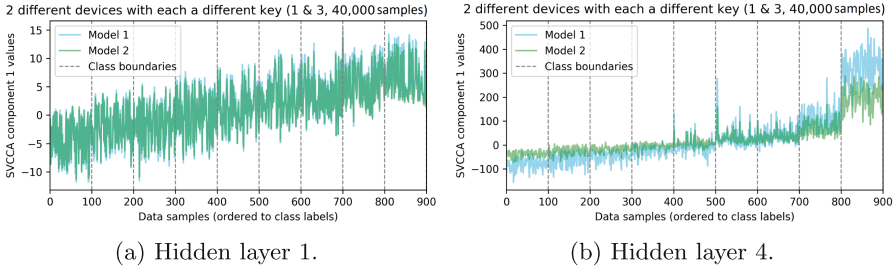 2 different devices with each a different key (1 & 3, 40,000 samples)
SVCCA component 1 values
15
10
5
0
−5
−10
Model 1
Model 2
Class boundaries
0 100 200 300 400 500 600 700 800 900
Data samples (ordered to class labels)
(a) Hidden layer 1.
2 different devices with each a different key (1 & 3, 40,000 samples)
SVCCA component 1 values
500
400
300
200
100
0
−100
Model 1
Model 2
Class boundaries
0 100 200 300 400 500 600 700 800 900
Data samples (ordered to class labels)
(b) Hidden layer 4.